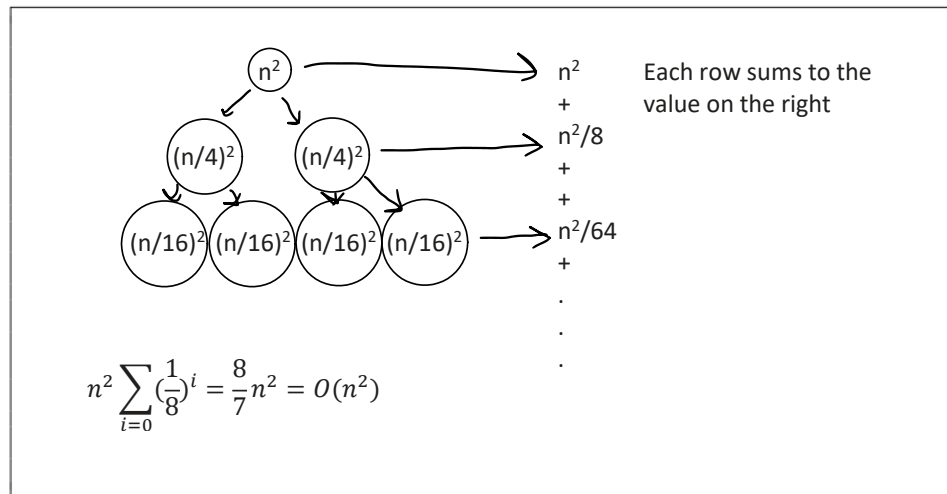 n²
(n/4)² (n/4)²
(n/16)² (n/16)² (n/16)² (n/16)²
n²
+
n²/8
+
+
n²/64
+
.
.
.
Each row sums to the
value on the right
n² ∑_{i=0} (1/8)^i = 8/7 n² = O(n²)